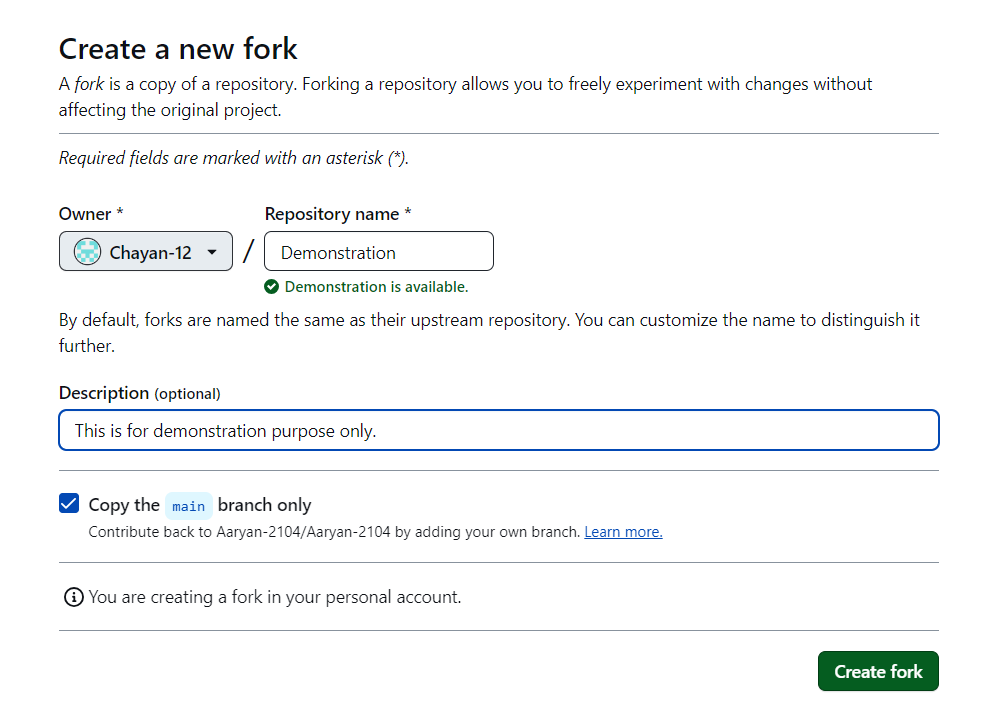 Create a new fork
A fork is a copy of a repository. Forking a repository allows you to freely experiment with changes without
affecting the original project.
Required fields are marked with an asterisk (*).
Owner * Repository name *
Chayan-12 / Demonstration
Demonstration is available.
By default, forks are named the same as their upstream repository. You can customize the name to distinguish it
further.
Description (optional)
This is for demonstration purpose only.
Copy the main branch only
Contribute back to Aaryan-2104/Aaryan-2104 by adding your own branch. Learn more.
You are creating a fork in your personal account.
Create fork